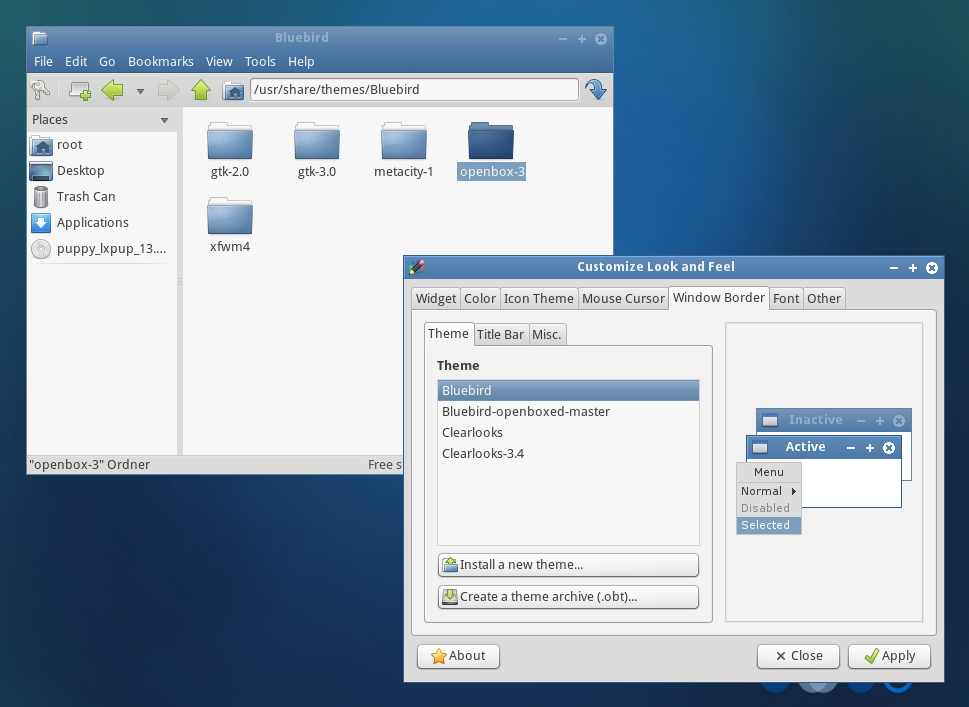 Bluebird
File Edit Go Bookmarks View Tools Help
/usr/share/themes/Bluebird
Places
root
Desktop
Trash Can
Applications
puppy_lxpup_13....
gtk-2.0 gtk-3.0 metacity-1 openbox-3
xfwm4
"openbox-3" Ordner Free s
Customize Look and Feel
Widget Color Icon Theme Mouse Cursor Window Border Font Other
Theme Title Bar Misc.
Theme
Bluebird
Bluebird-openboxed-master
Clearlooks
Clearlooks-3.4
Install a new theme...
Create a theme archive (.obt)...
Inactive
Active
Menu
Normal
Disabled
Selected
About Close Apply